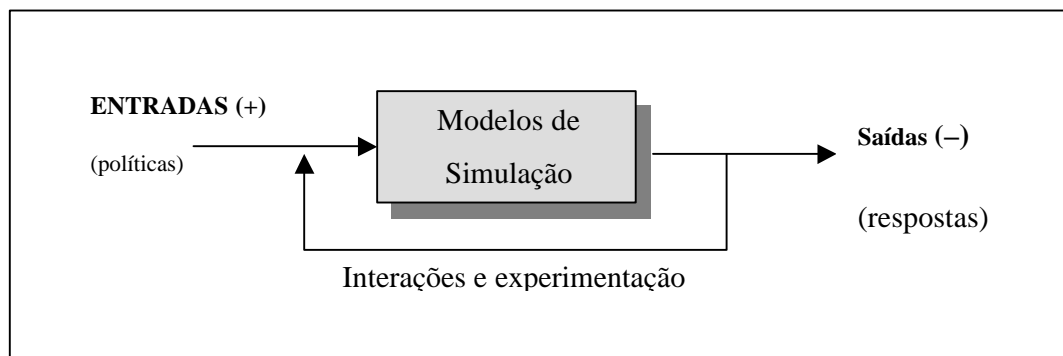 ENTRADAS (+)
(políticas)
Modelos de
Simulação
Saídas (–)
(respostas)
Interações e experimentação